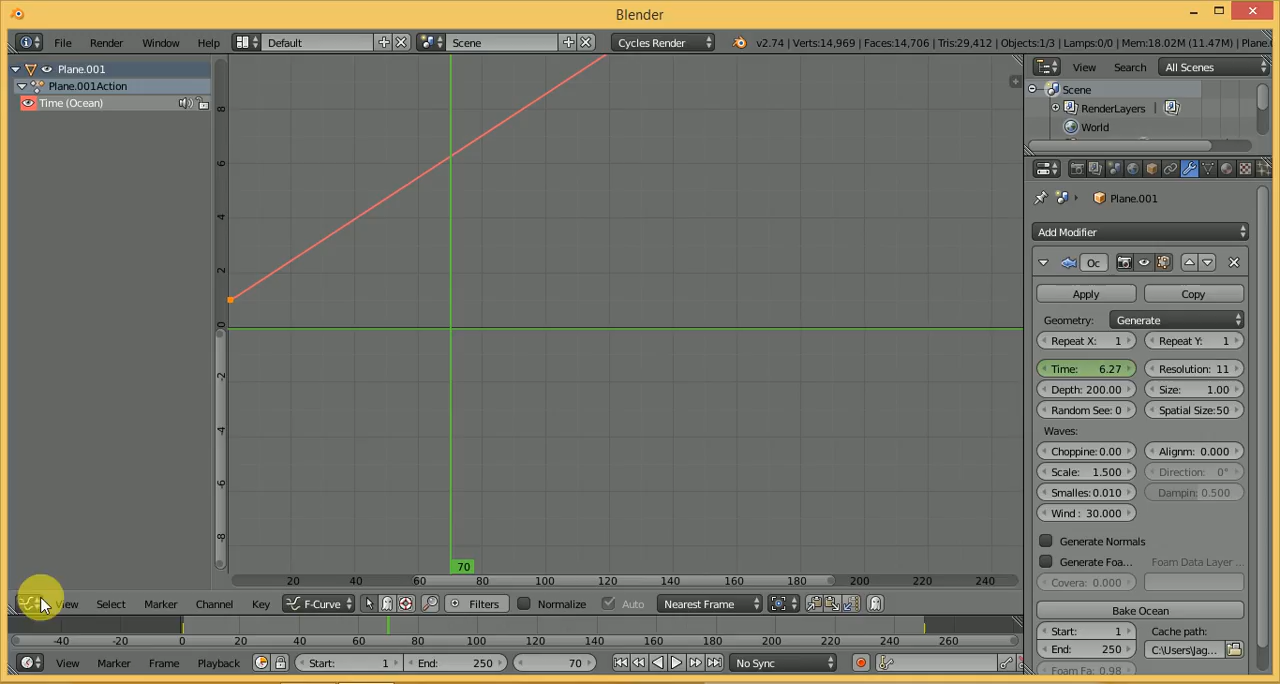 Blender
File Render Window Help Default Scene Cycles Render v2.74 | Verts:14,969 | Faces:14,706 | Tris:29,412 | Objects:1/3 | Lamps:0/0 | Mem:18.02M (11.47M) | Plane.
Plane.001
Plane.001Action
Time (Ocean)
8
6
4
2
0
-2
-4
-6
-8
70
20 40 60 80 100 120 140 160 180 200 220 240
View Select Marker Channel Key F-Curve Filters Normalize Auto Nearest Frame
-40 -20 0 20 40 60 80 100 120 140 160 180 200 220 240 260
View Marker Frame Playback Start: 1 End: 250 70 No Sync
View Search All Scenes
Scene
RenderLayers
World
Plane.001
Add Modifier
Oc
Apply Copy
Geometry: Generate
Repeat X: 1 Repeat Y: 1
Time: 6.27 Resolution: 11
Depth: 200.00 Size: 1.00
Random See: 0 Spatial Size:50
Waves:
Choppine: 0.00 Alignm: 0.000
Scale: 1.500 Direction: 0°
Smalles: 0.010 Dampin: 0.500
Wind : 30.000
Generate Normals
Generate Foa... Foam Data Layer ...
Covera: 0.000
Bake Ocean
Start: 1 Cache path:
End: 250 C:\Users\Jag...
Foam Fa: 0.98